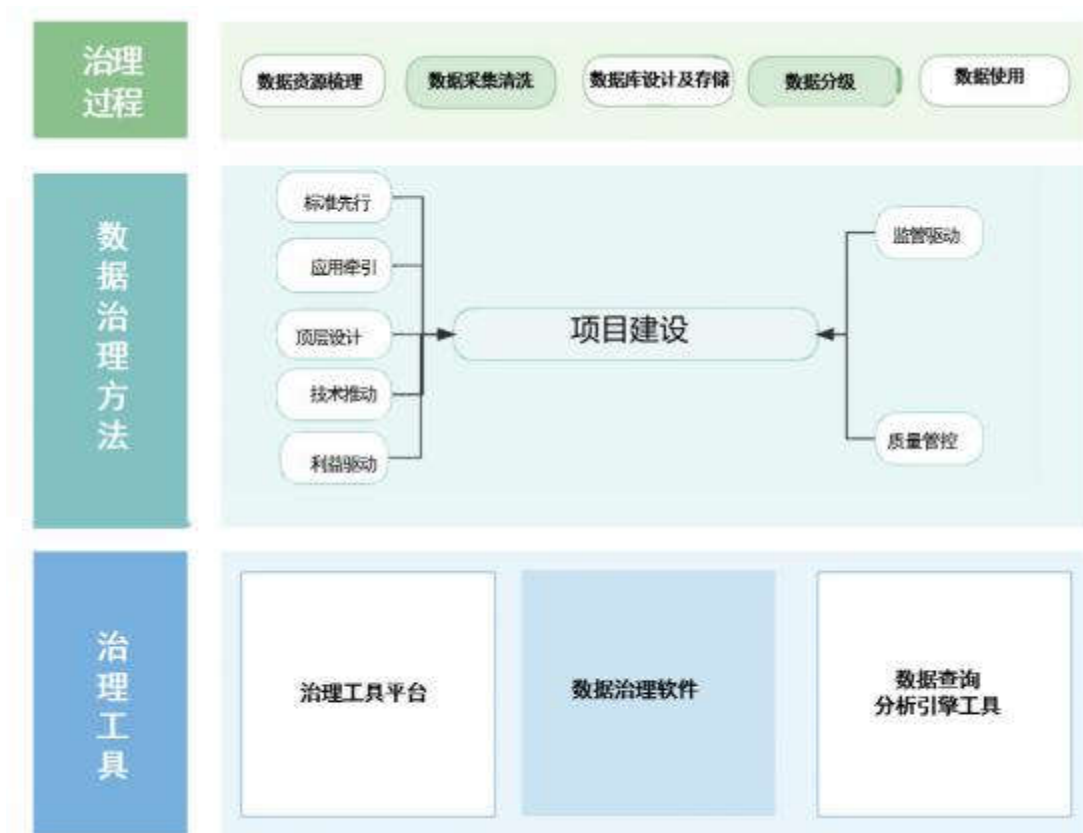 治理
过程
数据资源梳理
数据采集清洗
数据库设计及存储
数据分级
数据使用
数据治理方法
标准先行
应用牵引
顶层设计
技术推动
利益驱动
项目建设
监管驱动
质量管控
治理工具
治理工具平台
数据治理软件
数据查询
分析引擎工具